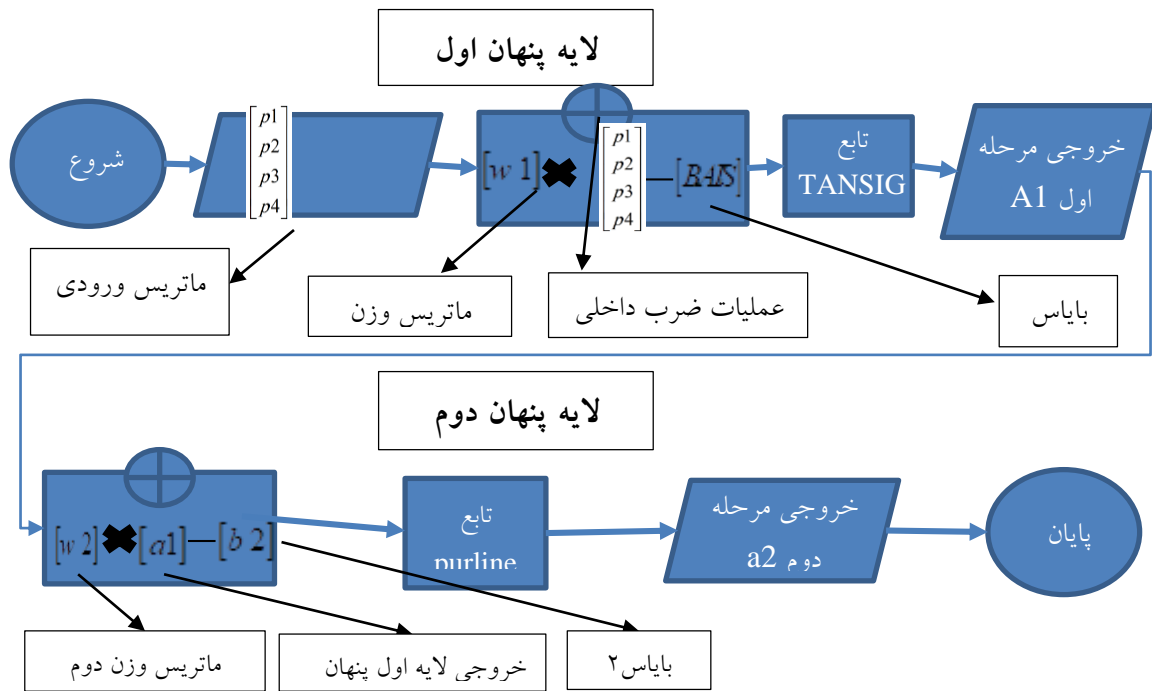 لایه پنهان اول
شروع
[p1
p2
p3
p4]
[w 1]
[p1
p2
p3
p4]
—[BAIS]
تابع
TANSIG
خروجی مرحله
اول A1
ماتریس ورودی
ماتریس وزن
عملیات ضرب داخلی
بایاس
لایه پنهان دوم
[w 2]✖[a1]—[b 2]
تابع
purline
خروجی مرحله
دوم a2
پایان
ماتریس وزن دوم
خروجی لایه اول پنهان
بایاس۲